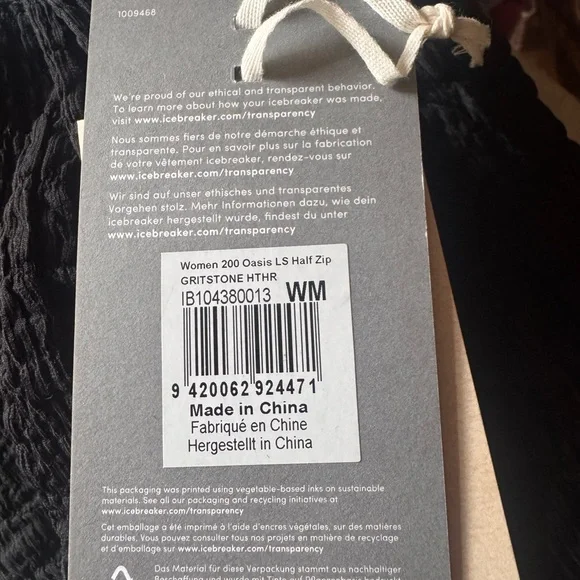 1009468
We're proud of our ethical and transparent behavior.
To learn more about how your icebreaker was made,
visit www.icebreaker.com/transparency
Nous sommes fiers de notre démarche éthique et
transparente. Pour en savoir plus sur la fabrication
de votre vêtement icebreaker, rendez-vous sur
www.icebreaker.com/transparency
Wir sind auf unser ethisches und transparentes
Vorgehen stolz. Mehr Informationen dazu, wie dein
icebreaker hergestellt wurde, findest du unter
www.icebreaker.com/transparency
Women 200 Oasis LS Half Zip
GRITSTONE HTHR
IB104380013 WM
9 420062 924471
Made in China
Fabriqué en Chine
Hergestellt in China
This packaging was printed using vegetable-based inks on sustainable
materials. See all our packaging and recycling initiatives at
www.icebreaker.com/transparency
Cet emballage a été imprimé à l'aide d'encres végétales, sur des matières
durables. Vous pouvez consulter tous nos projets en matière de recyclage
et d'emballage sur www.icebreaker.com/transparency
Das Material für diese Verpackung stammt aus nachhaltiger
Beschaffung und wurde mit Tinte auf Pflanzenbasis bedruckt